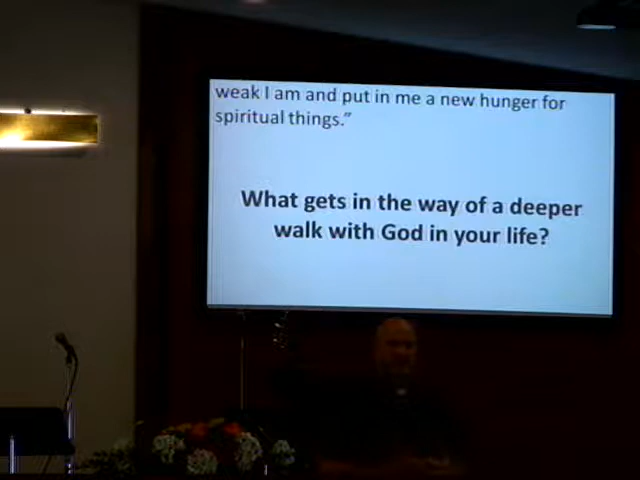 weak I am and put in me a new hunger for
spiritual things.”
What gets in the way of a deeper
walk with God in your life?